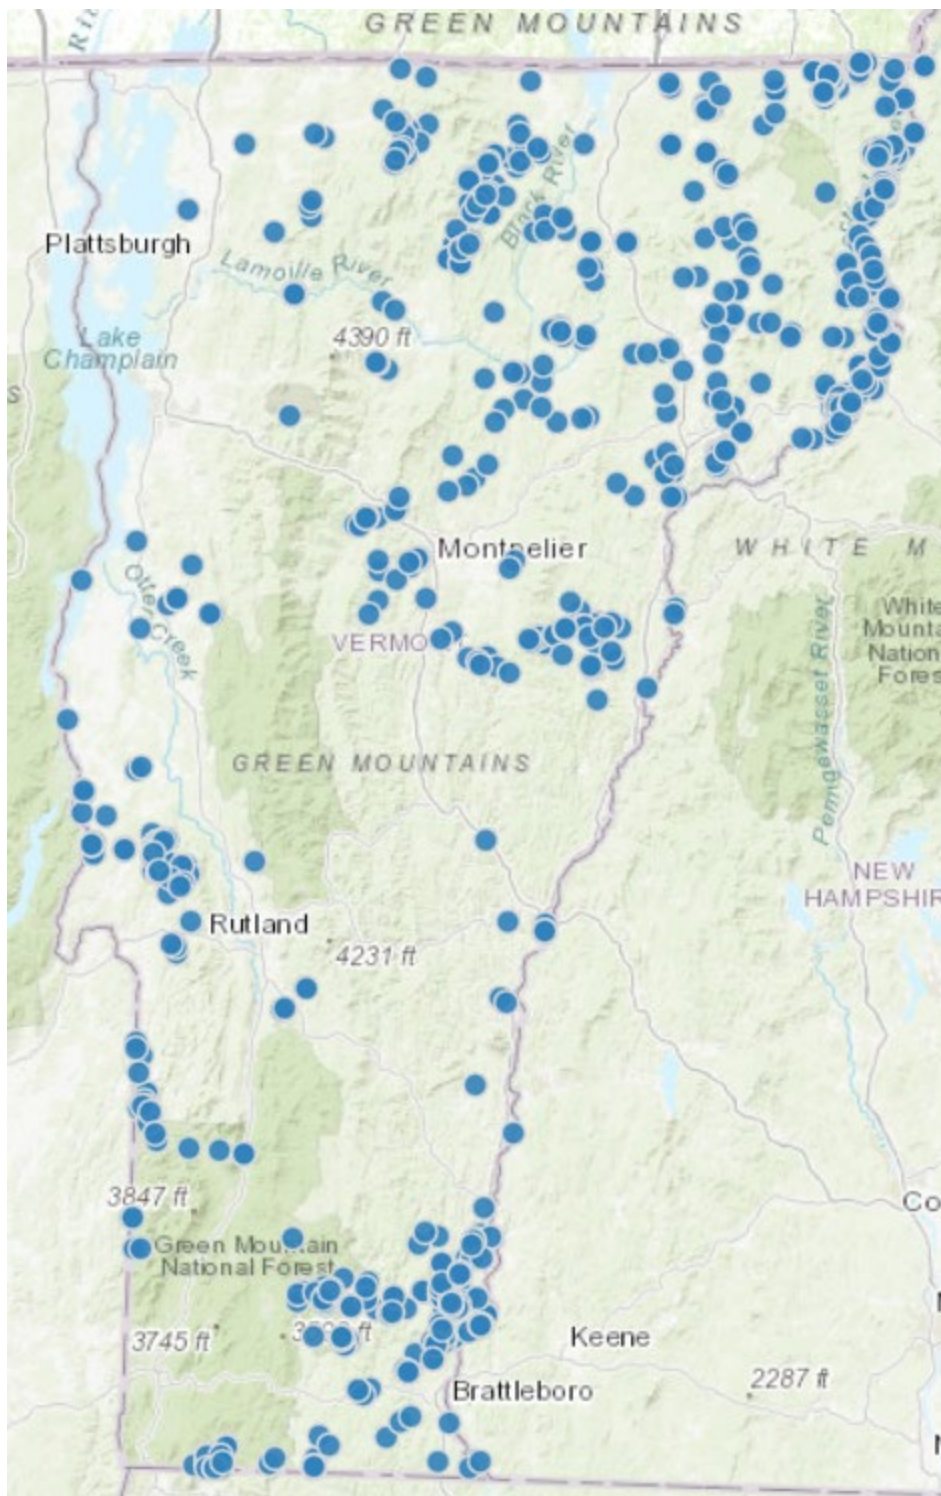 GREEN MOUNTAINS
Plattsburgh
Black River
Lamoille River
4390 ft
Lake
Champlain
S
Montpelier
WHITE M
Otter Creek
VERMO
White
Mounta
Nation
Fores
Pemigewasset River
GREEN MOUNTAINS
NEW
HAMPSHIR
Rutland
4231 ft
3847 ft
Co
Green Mountain
National Forest
3745 ft
ft
Keene
2287 ft
Brattleboro